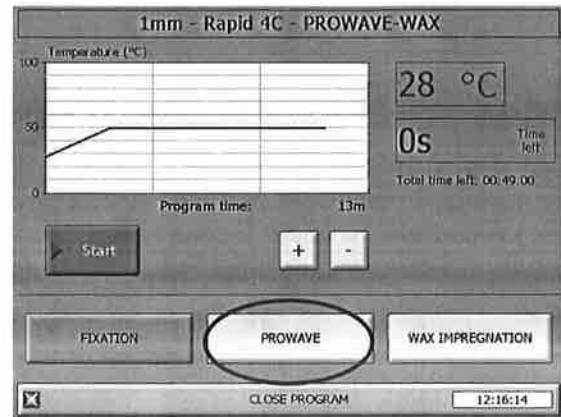 1mm - Rapid 4C - PROWAVE-WAX
Temperature (°C)
100
50
0
Program time: 13m
28 °C
0s Time left
Total time left: 00:49:00
Start
+ -
FIXATION PROWAVE WAX IMPREGNATION
CLOSE PROGRAM 12:16:14